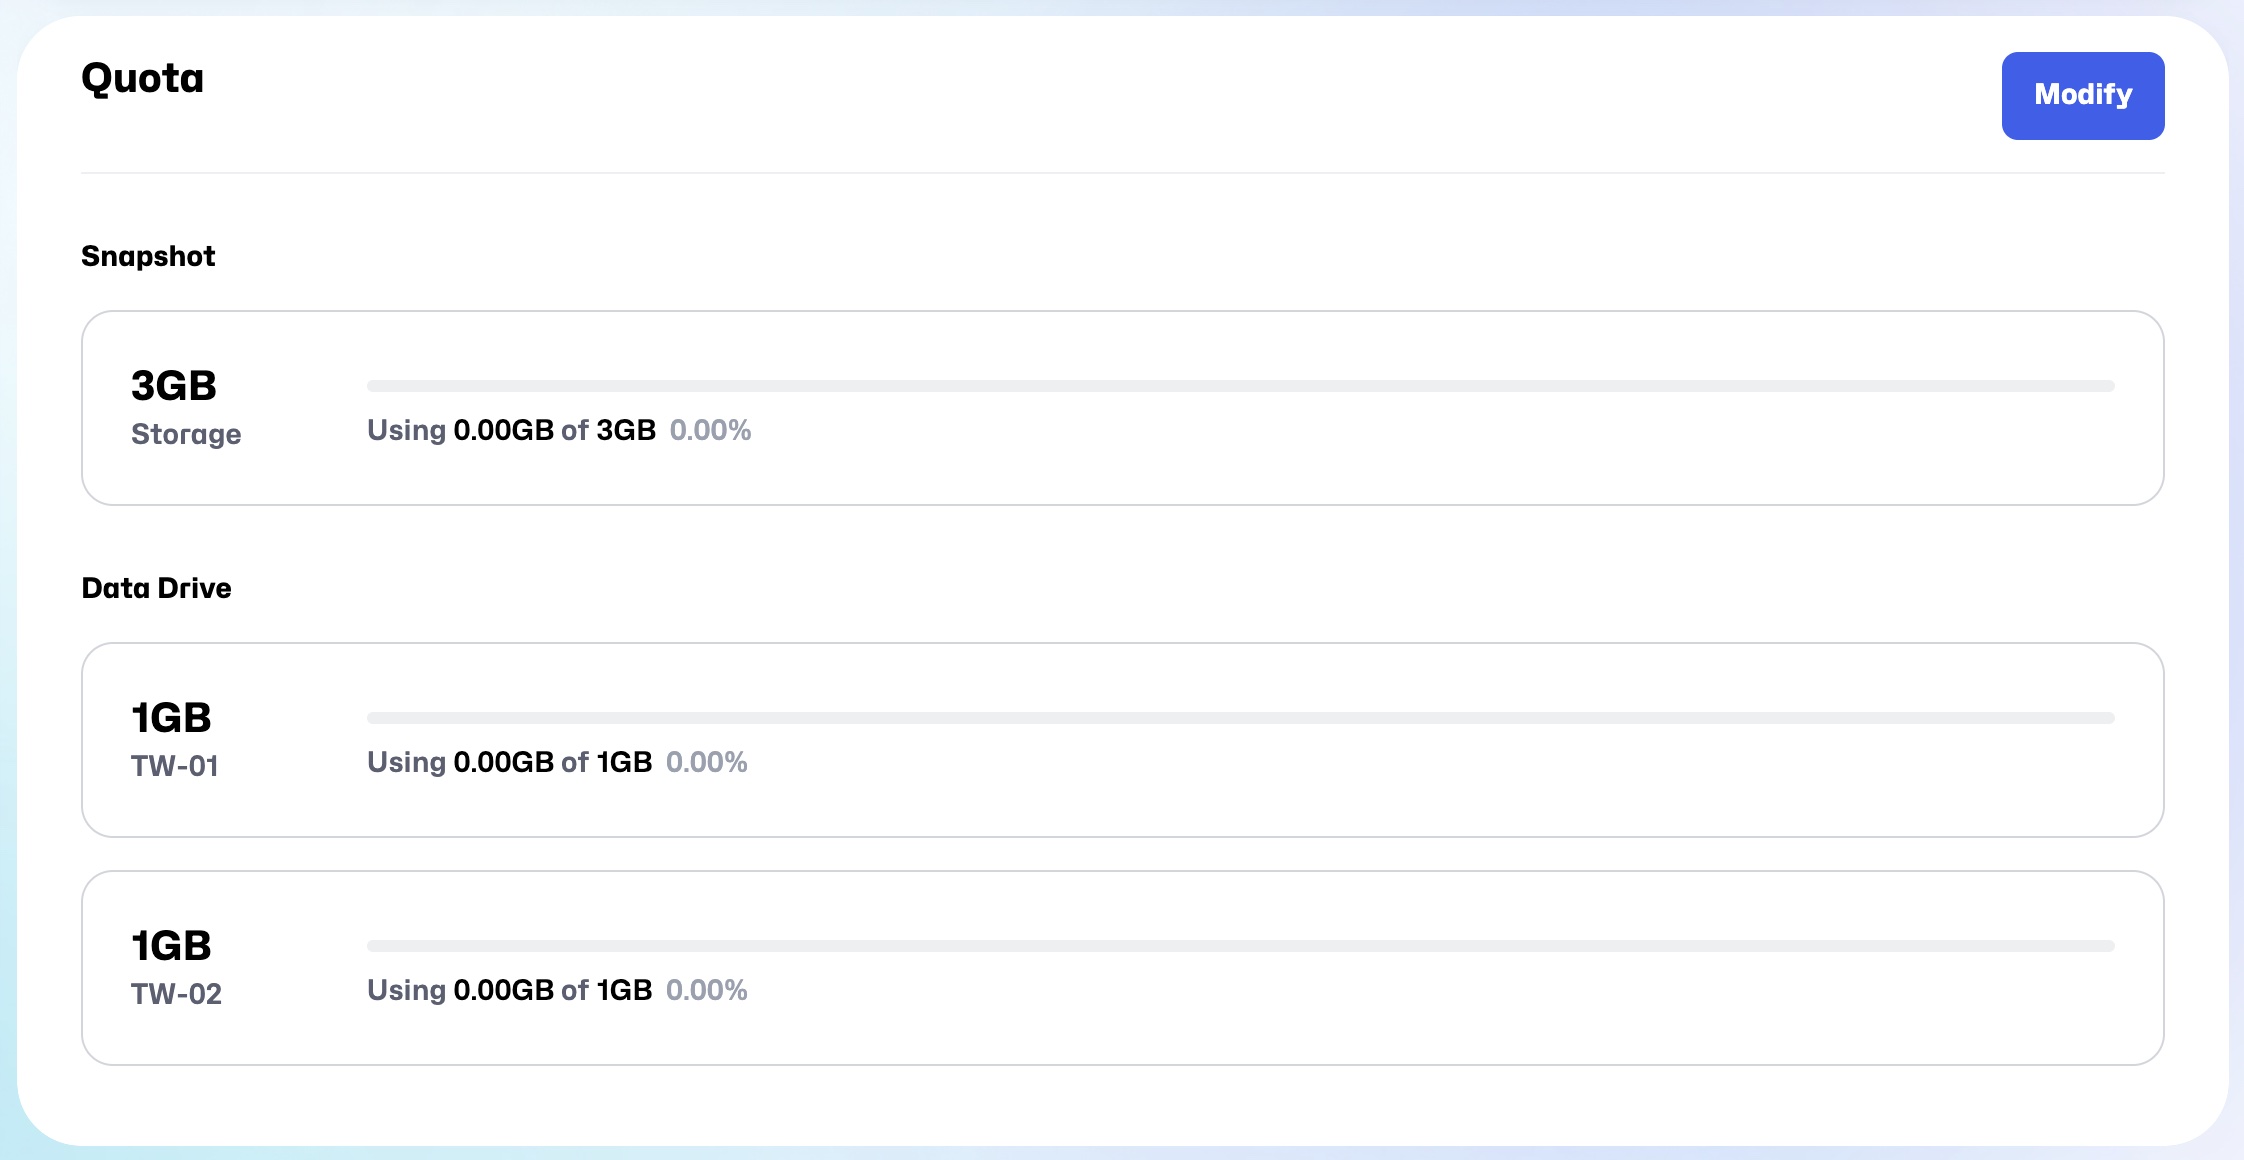 Quota
Modify
Snapshot
3GB
Storage
Using 0.00GB of 3GB 0.00%
Data Drive
1GB
TW-01
Using 0.00GB of 1GB 0.00%
1GB
TW-02
Using 0.00GB of 1GB 0.00%